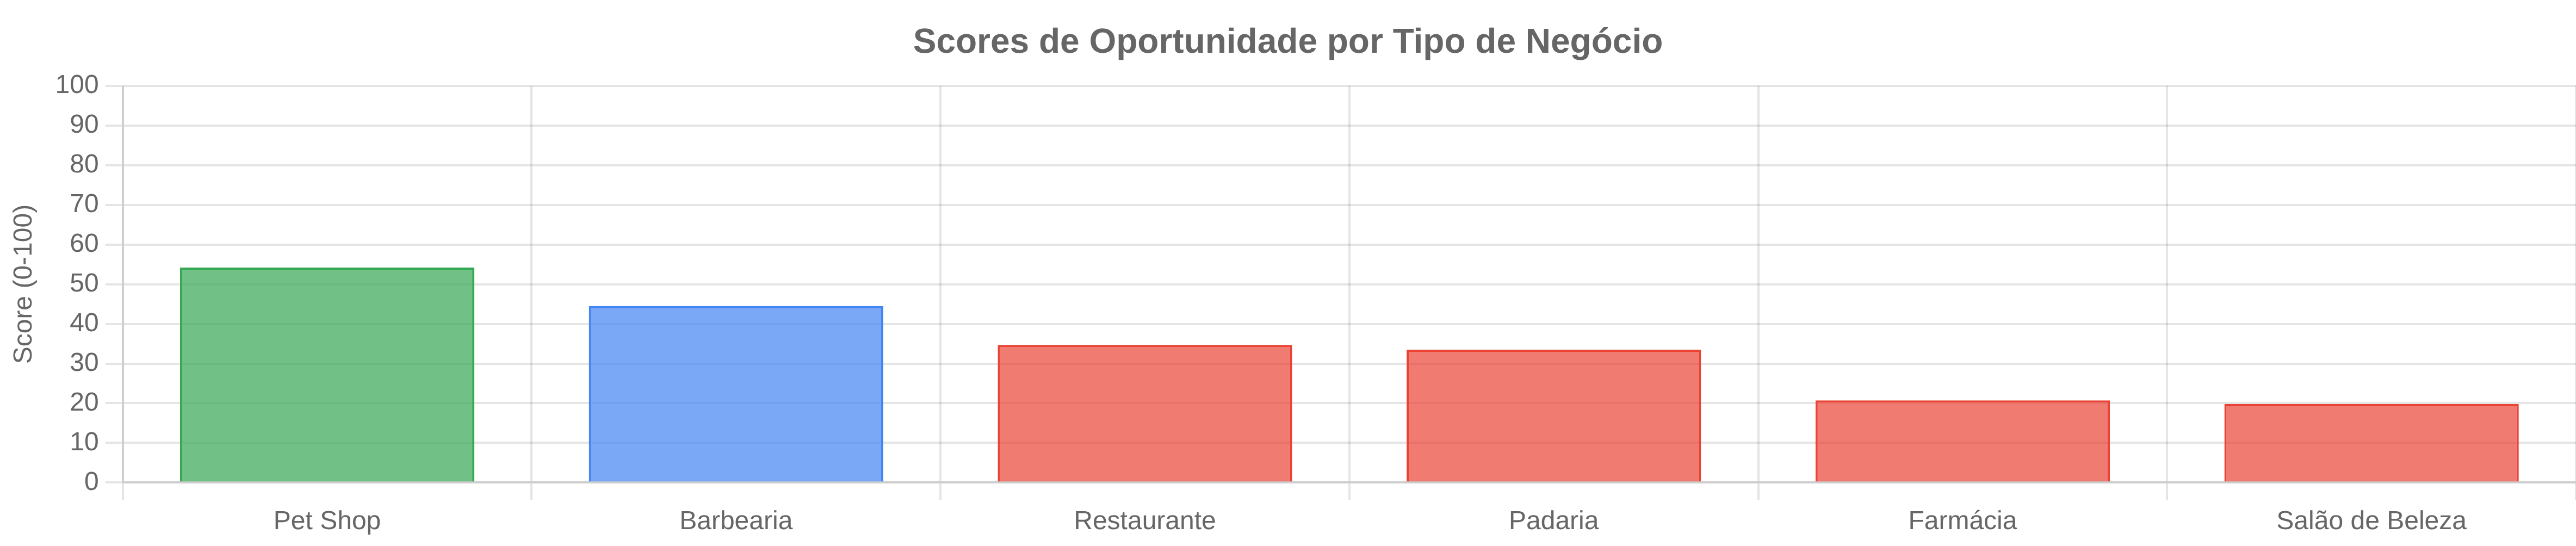 Scores de Oportunidade por Tipo de Negócio
Score (0-100)
100
90
80
70
60
50
40
30
20
10
0
Pet Shop
Barbearia
Restaurante
Padaria
Farmácia
Salão de Beleza